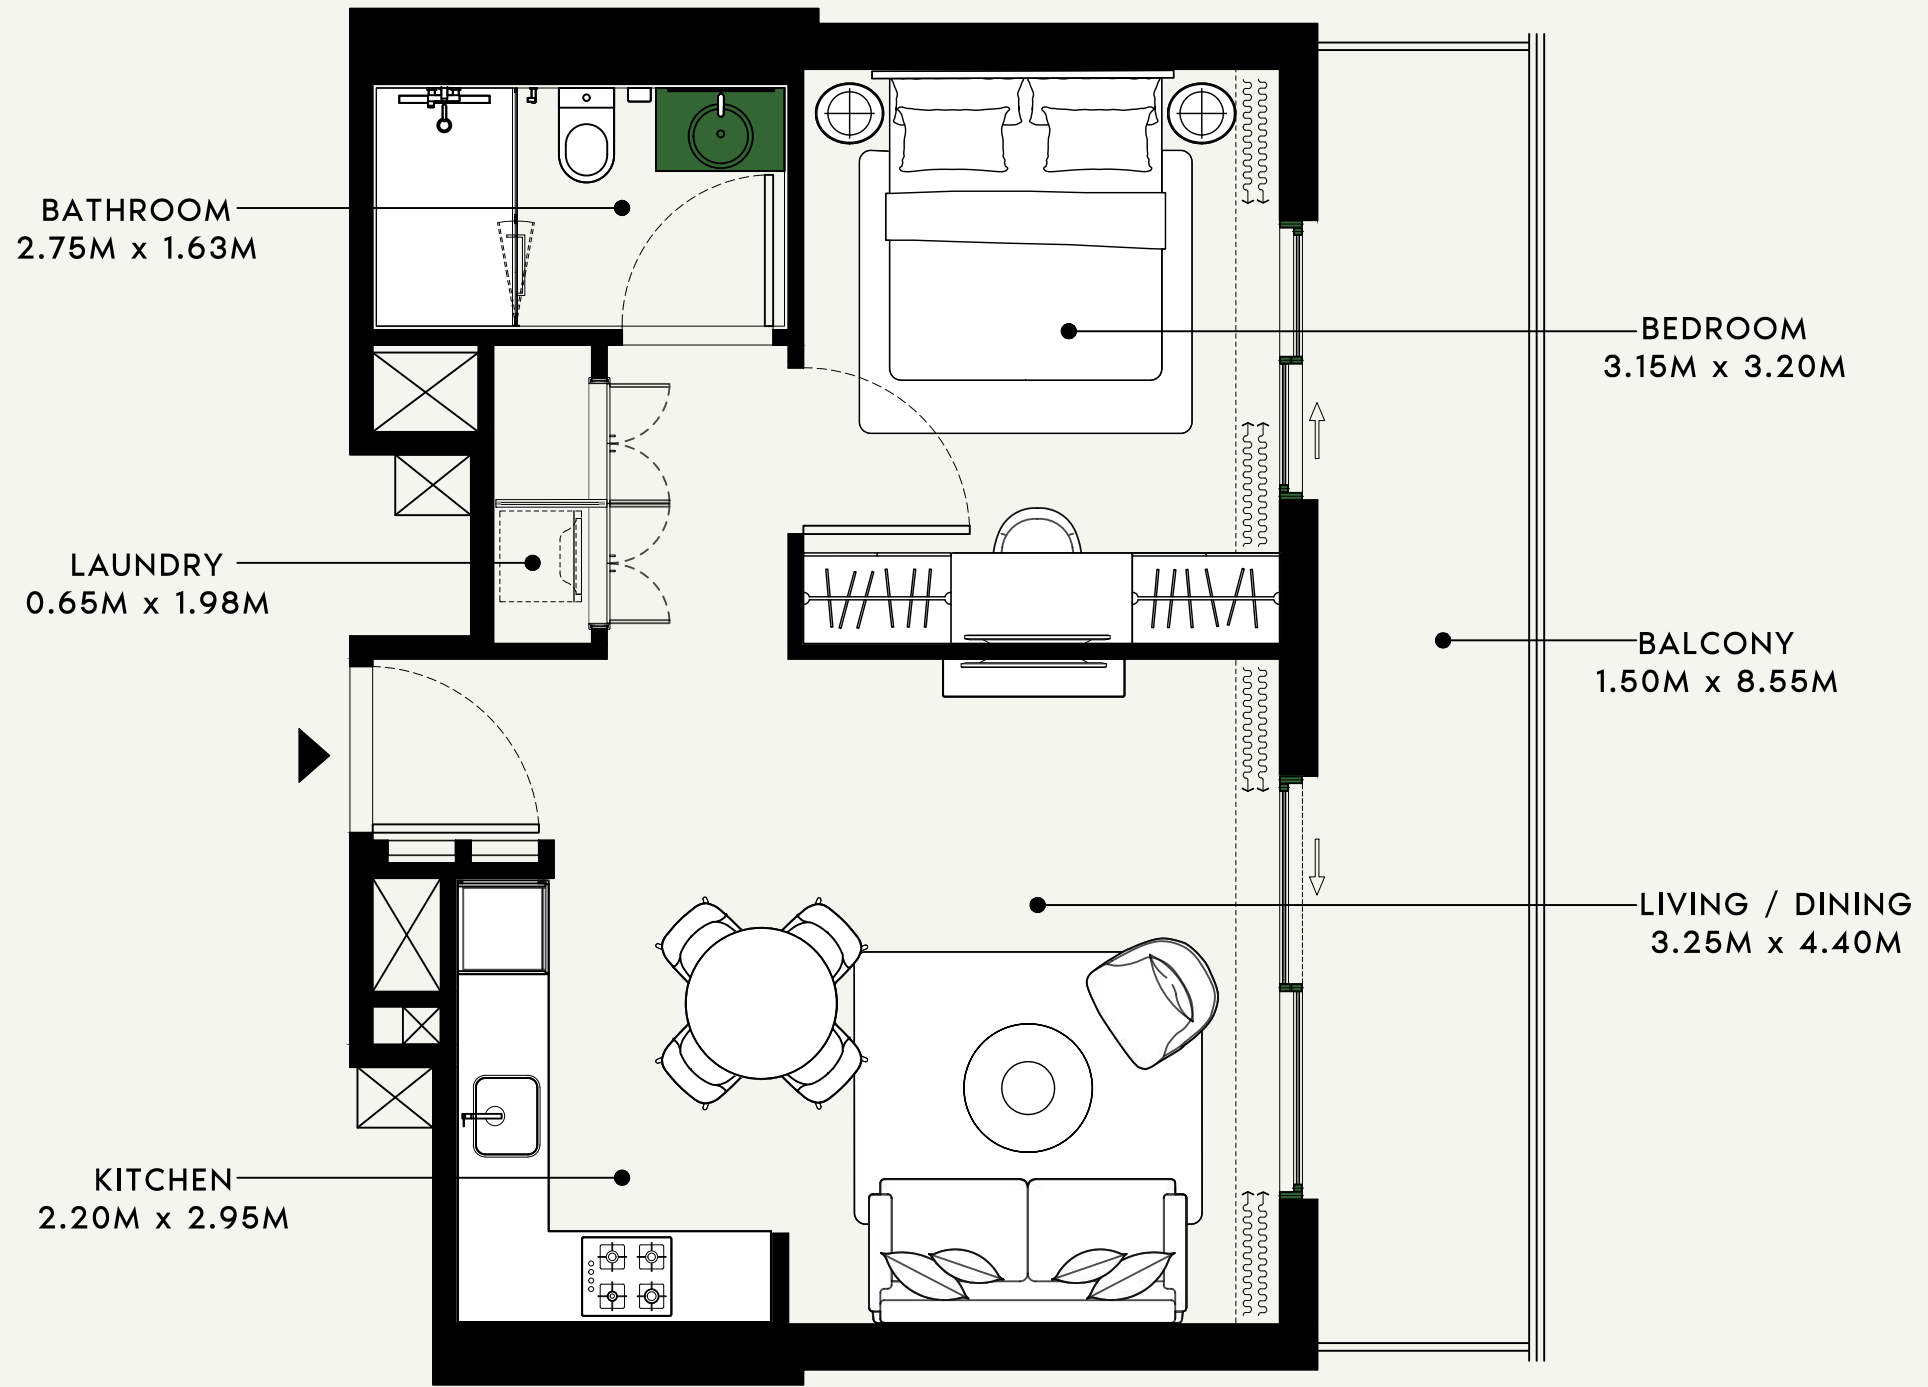 BATHROOM
2.75M x 1.63M
BEDROOM
3.15M x 3.20M
LAUNDRY
0.65M x 1.98M
BALCONY
1.50M x 8.55M
LIVING / DINING
3.25M x 4.40M
KITCHEN
2.20M x 2.95M